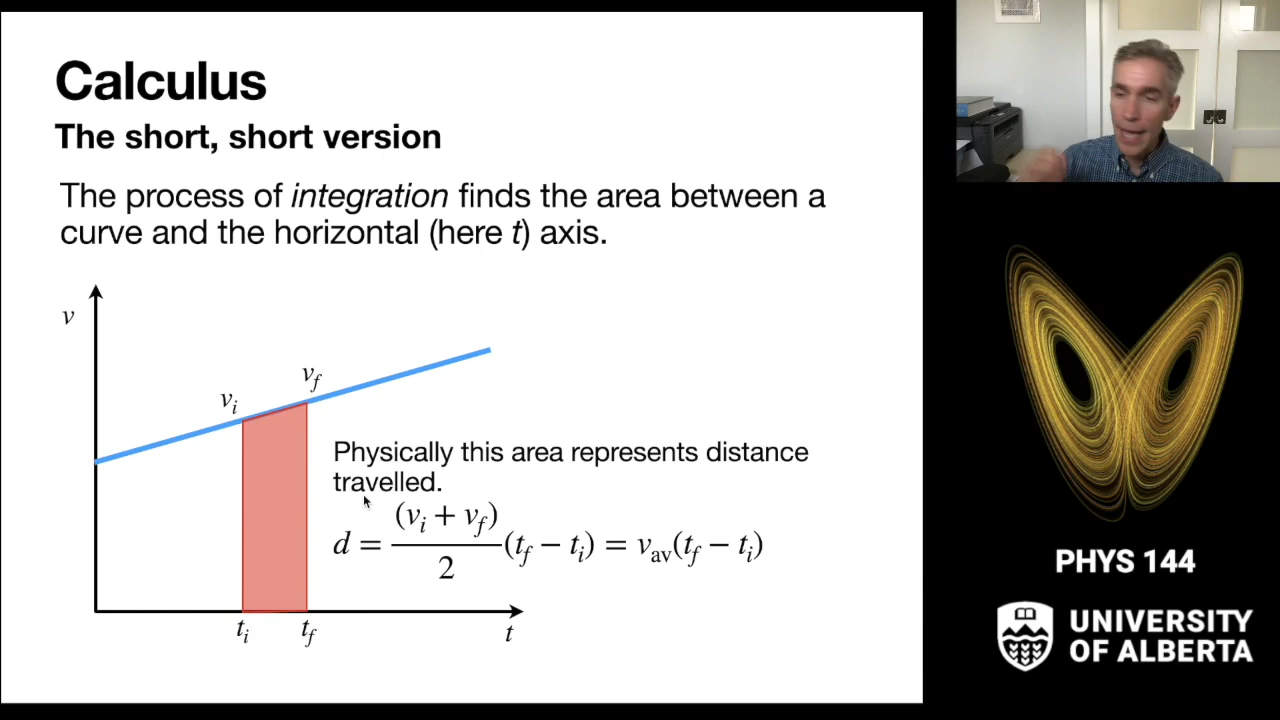 Calculus
The short, short version
The process of integration finds the area between a
curve and the horizontal (here t) axis.
v
v_i
v_f
Physically this area represents distance
travelled.
d = (v_i + v_f)/2 (t_f − t_i) = v_av(t_f − t_i)
t_i
t_f
t
PHYS 144
UNIVERSITY
OF ALBERTA